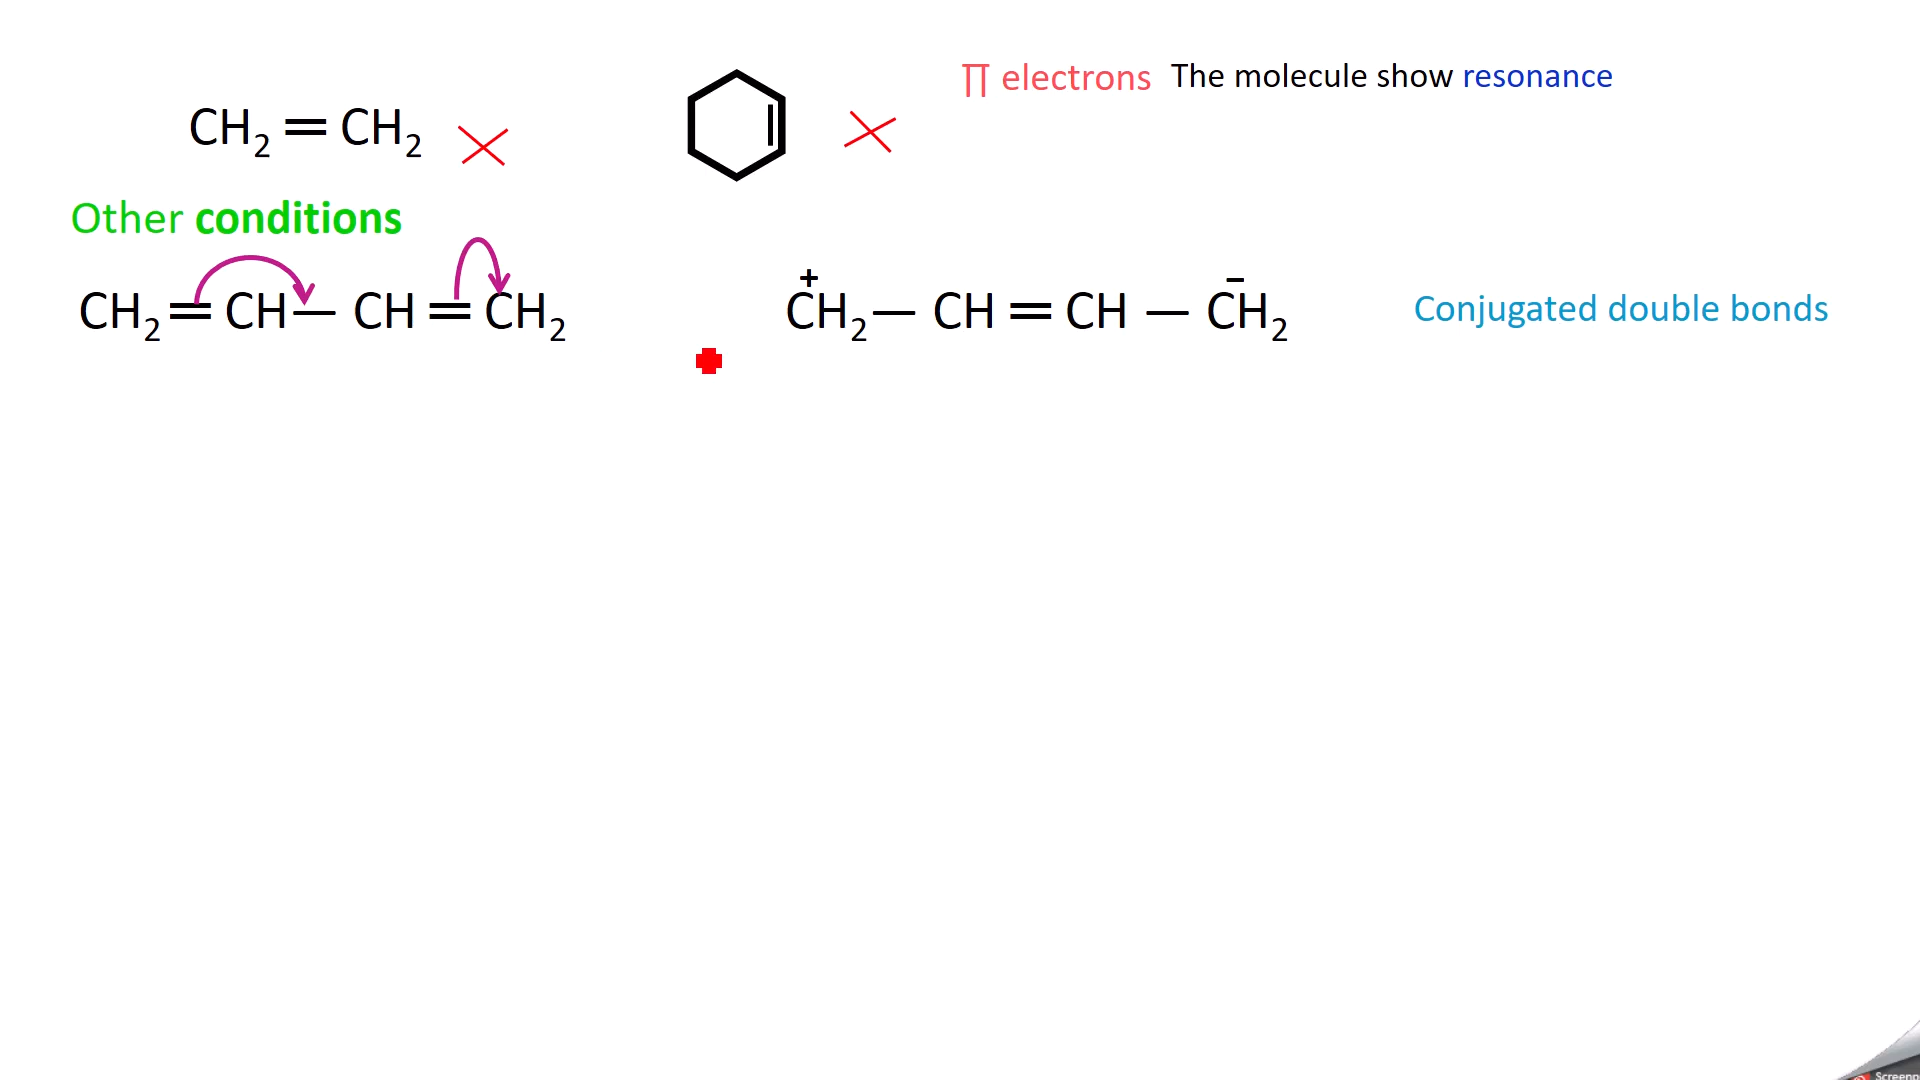 ∏ electrons The molecule show resonance
CH₂ = CH₂
Other conditions
CH₂ = CH — CH = CH₂
+ −
CH₂ — CH = CH — CH₂
Conjugated double bonds